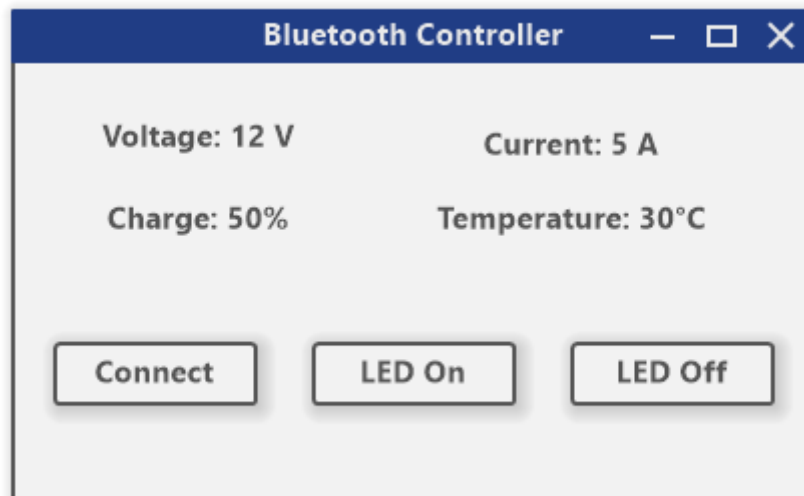 Bluetooth Controller
Voltage: 12 V
Current: 5 A
Charge: 50%
Temperature: 30°C
Connect
LED On
LED Off